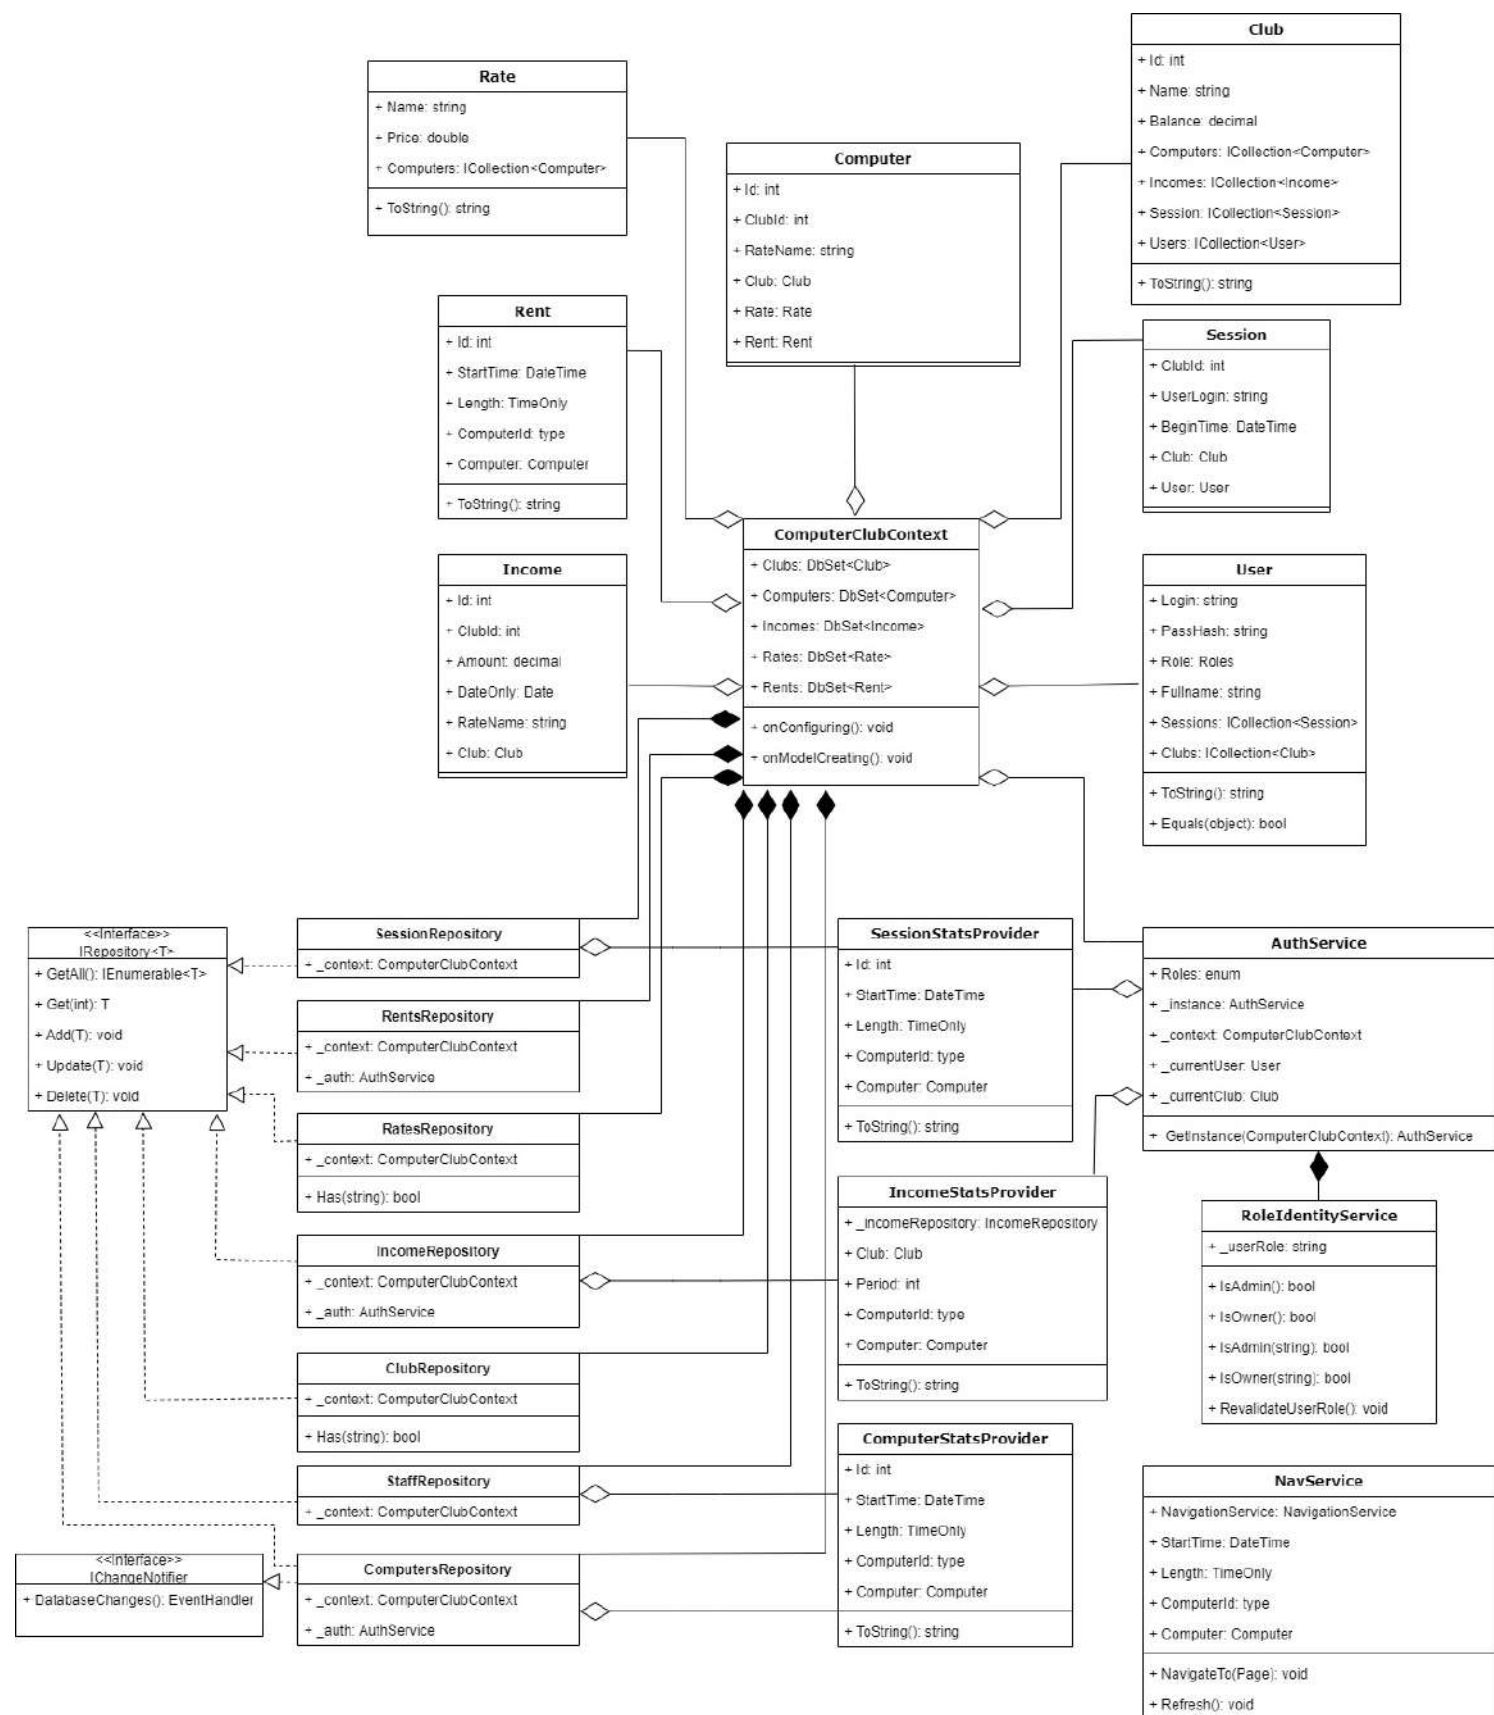 Club
+ Id: int
+ Name: string
+ Balance: decimal
+ Computers: ICollection<Computer>
+ Incomes: ICollection<Income>
+ Session: ICollection<Session>
+ Users: ICollection<User>
+ ToString(): string
Rate
+ Name: string
+ Price: double
+ Computers: ICollection<Computer>
+ ToString(): string
Computer
+ Id: int
+ ClubId: int
+ RateName: string
+ Club: Club
+ Rate: Rate
+ Rent: Rent
Rent
+ Id: int
+ StartTime: DateTime
+ Length: TimeOnly
+ ComputerId: type
+ Computer: Computer
+ ToString(): string
Session
+ ClubId: int
+ UserLogin: string
+ BeginTime: DateTime
+ Club: Club
+ User: User
ComputerClubContext
+ Clubs: DbSet<Club>
+ Computers: DbSet<Computer>
+ Incomes: DbSet<Income>
+ Rates: DbSet<Rate>
+ Rents: DbSet<Rent>
+ onConfiguring(): void
+ onModelCreating(): void
Income
+ Id: int
+ ClubId: int
+ Amount: decimal
+ DateOnly: Date
+ RateName: string
+ Club: Club
User
+ Login: string
+ PassHash: string
+ Role: Roles
+ Fullname: string
+ Sessions: ICollection<Session>
+ Clubs: ICollection<Club>
+ ToString(): string
+ Equals(object): bool
<<Interface>>
IRepository<T>
+ GetAll(): IEnumerable<T>
+ Get(int): T
+ Add(T): void
+ Update(T): void
+ Delete(T): void
SessionRepository
+ _context: ComputerClubContext
RentsRepository
+ _context: ComputerClubContext
+ _auth: AuthService
RatesRepository
+ _context: ComputerClubContext
+ Has(string): bool
IncomeRepository
+ _context: ComputerClubContext
+ _auth: AuthService
ClubRepository
+ _context: ComputerClubContext
+ Has(string): bool
StaffRepository
+ _context: ComputerClubContext
<<Interface>>
IChangeNotifier
+ DatabaseChanges(): EventHandler
ComputersRepository
+ _context: ComputerClubContext
+ _auth: AuthService
SessionStatsProvider
+ Id: int
+ StartTime: DateTime
+ Length: TimeOnly
+ ComputerId: type
+ Computer: Computer
+ ToString(): string
IncomeStatsProvider
+ _incomeRepository: IncomeRepository
+ Club: Club
+ Period: int
+ ComputerId: type
+ Computer: Computer
+ ToString(): string
ComputerStatsProvider
+ Id: int
+ StartTime: DateTime
+ Length: TimeOnly
+ ComputerId: type
+ Computer: Computer
+ ToString(): string
AuthService
+ Roles: enum
+ _instance: AuthService
+ _context: ComputerClubContext
+ _currentUser: User
+ _currentClub: Club
+ GetInstance(ComputerClubContext): AuthService
RoleIdentityService
+ _userRole: string
+ IsAdmin(): bool
+ IsOwner(): bool
+ IsAdmin(string): bool
+ IsOwner(string): bool
+ RevalidateUserRole(): void
NavService
+ NavigationService: NavigationService
+ StartTime: DateTime
+ Length: TimeOnly
+ ComputerId: type
+ Computer: Computer
+ NavigateTo(Page): void
+ Refresh(): void